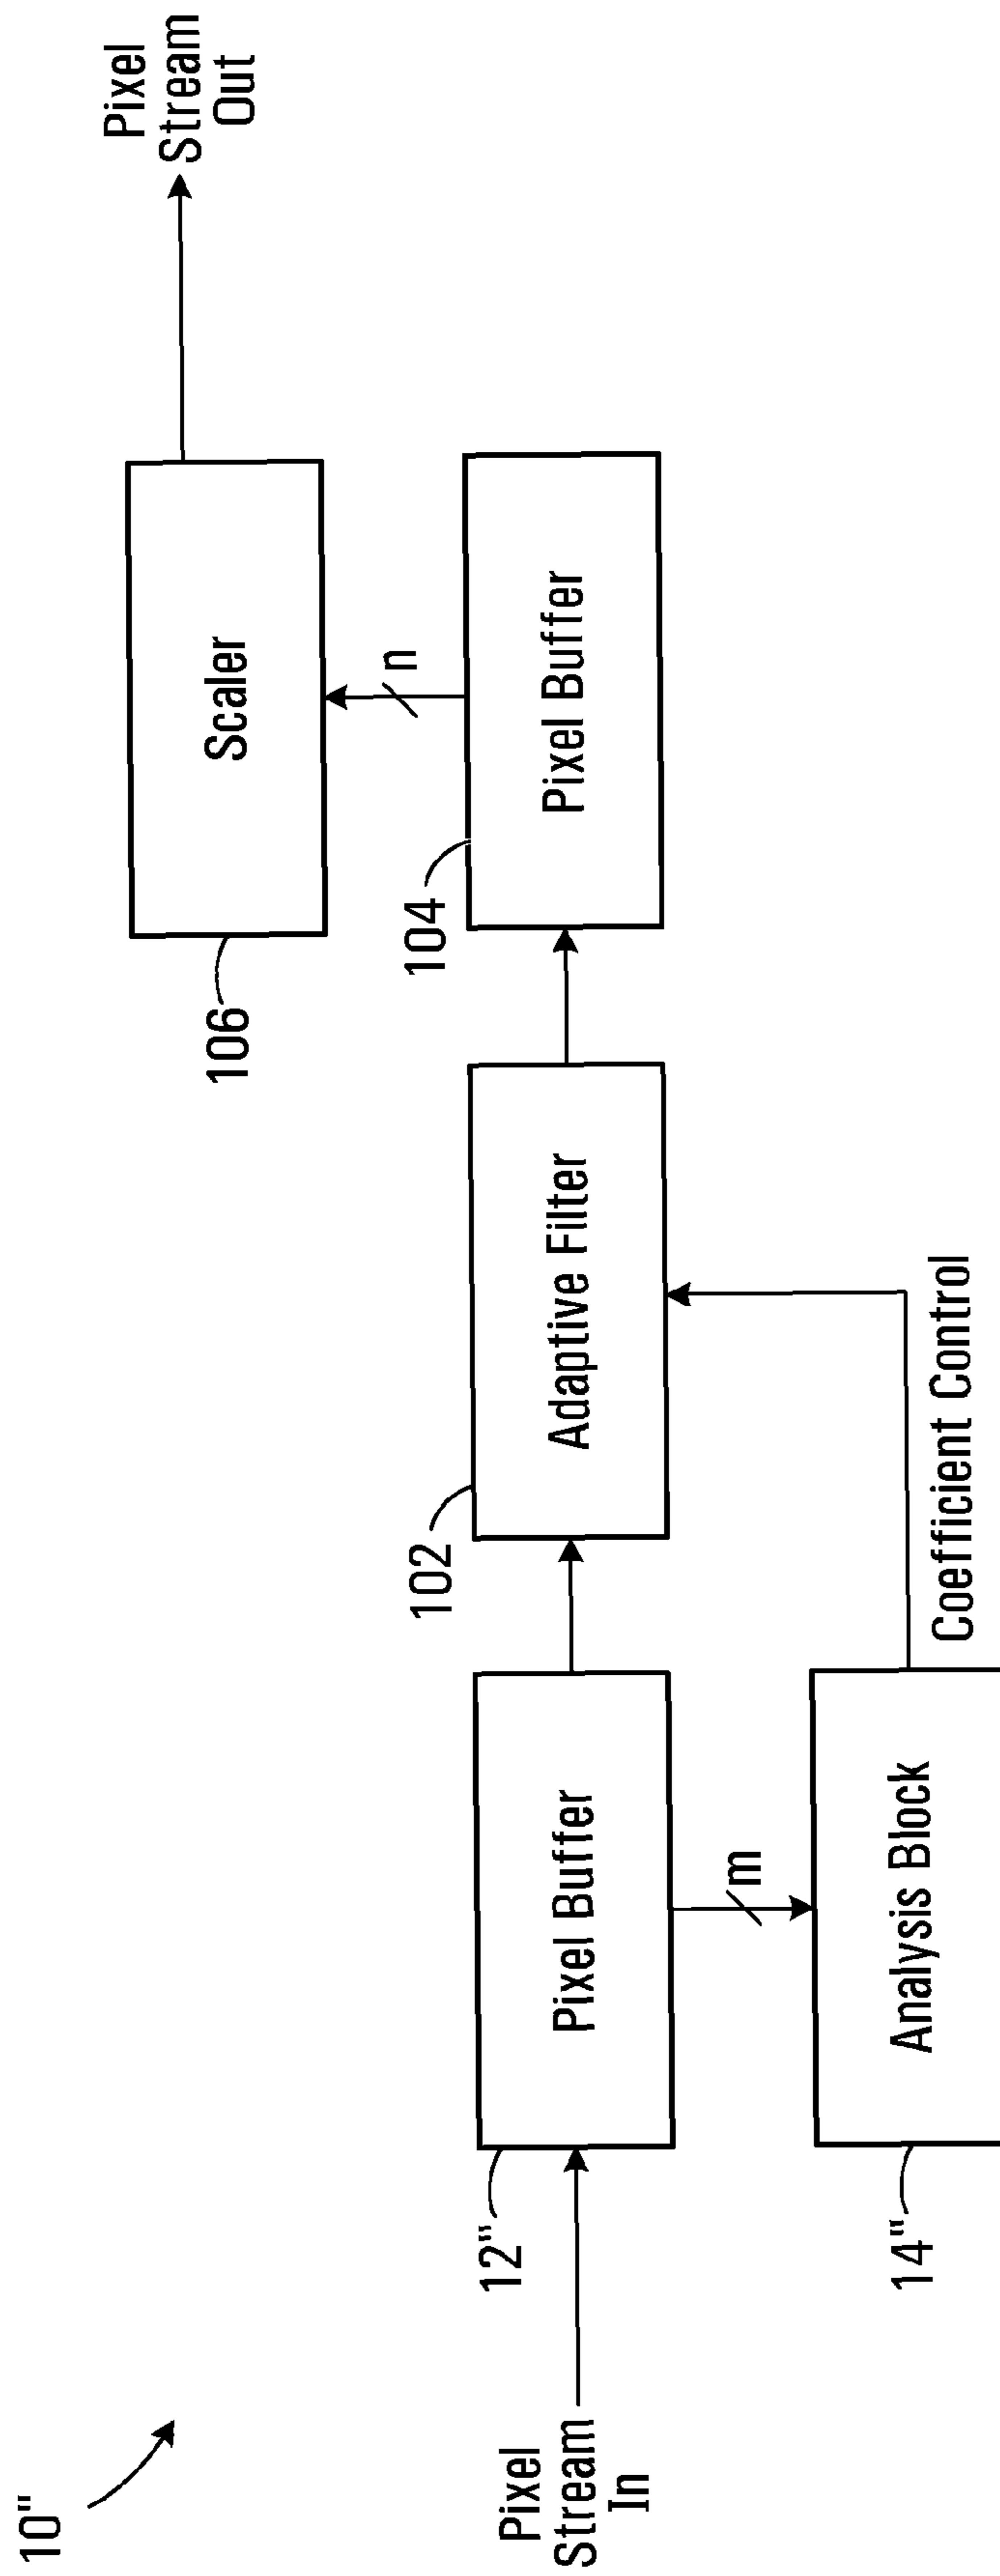 10"
Pixel
Stream
Out
106
Scaler
n
104
Pixel Buffer
102
Adaptive Filter
12"
Pixel Buffer
Pixel
Stream
In
m
14"
Analysis Block
Coefficient Control